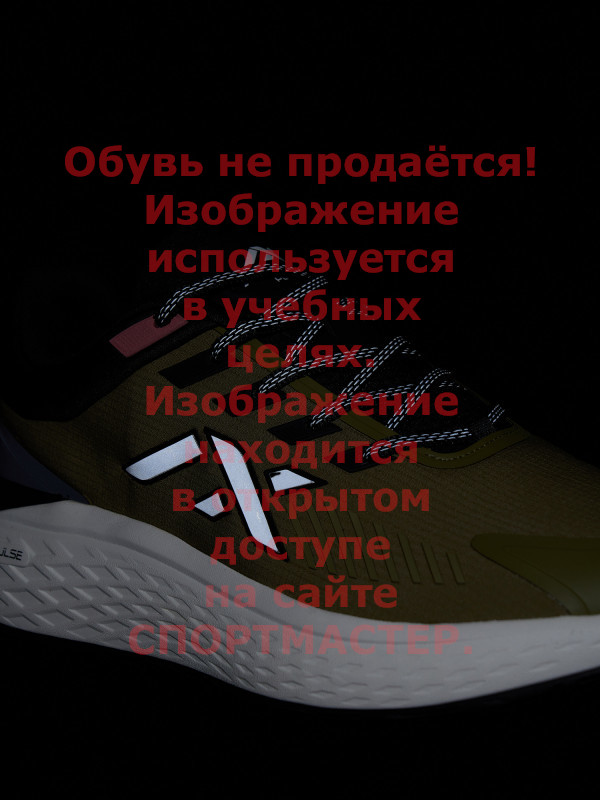 Обувь не продаётся!
Изображение
используется
в учебных
целях.
Изображение
находится
в открытом
доступе
на сайте
СПОРТМАСТЕР.